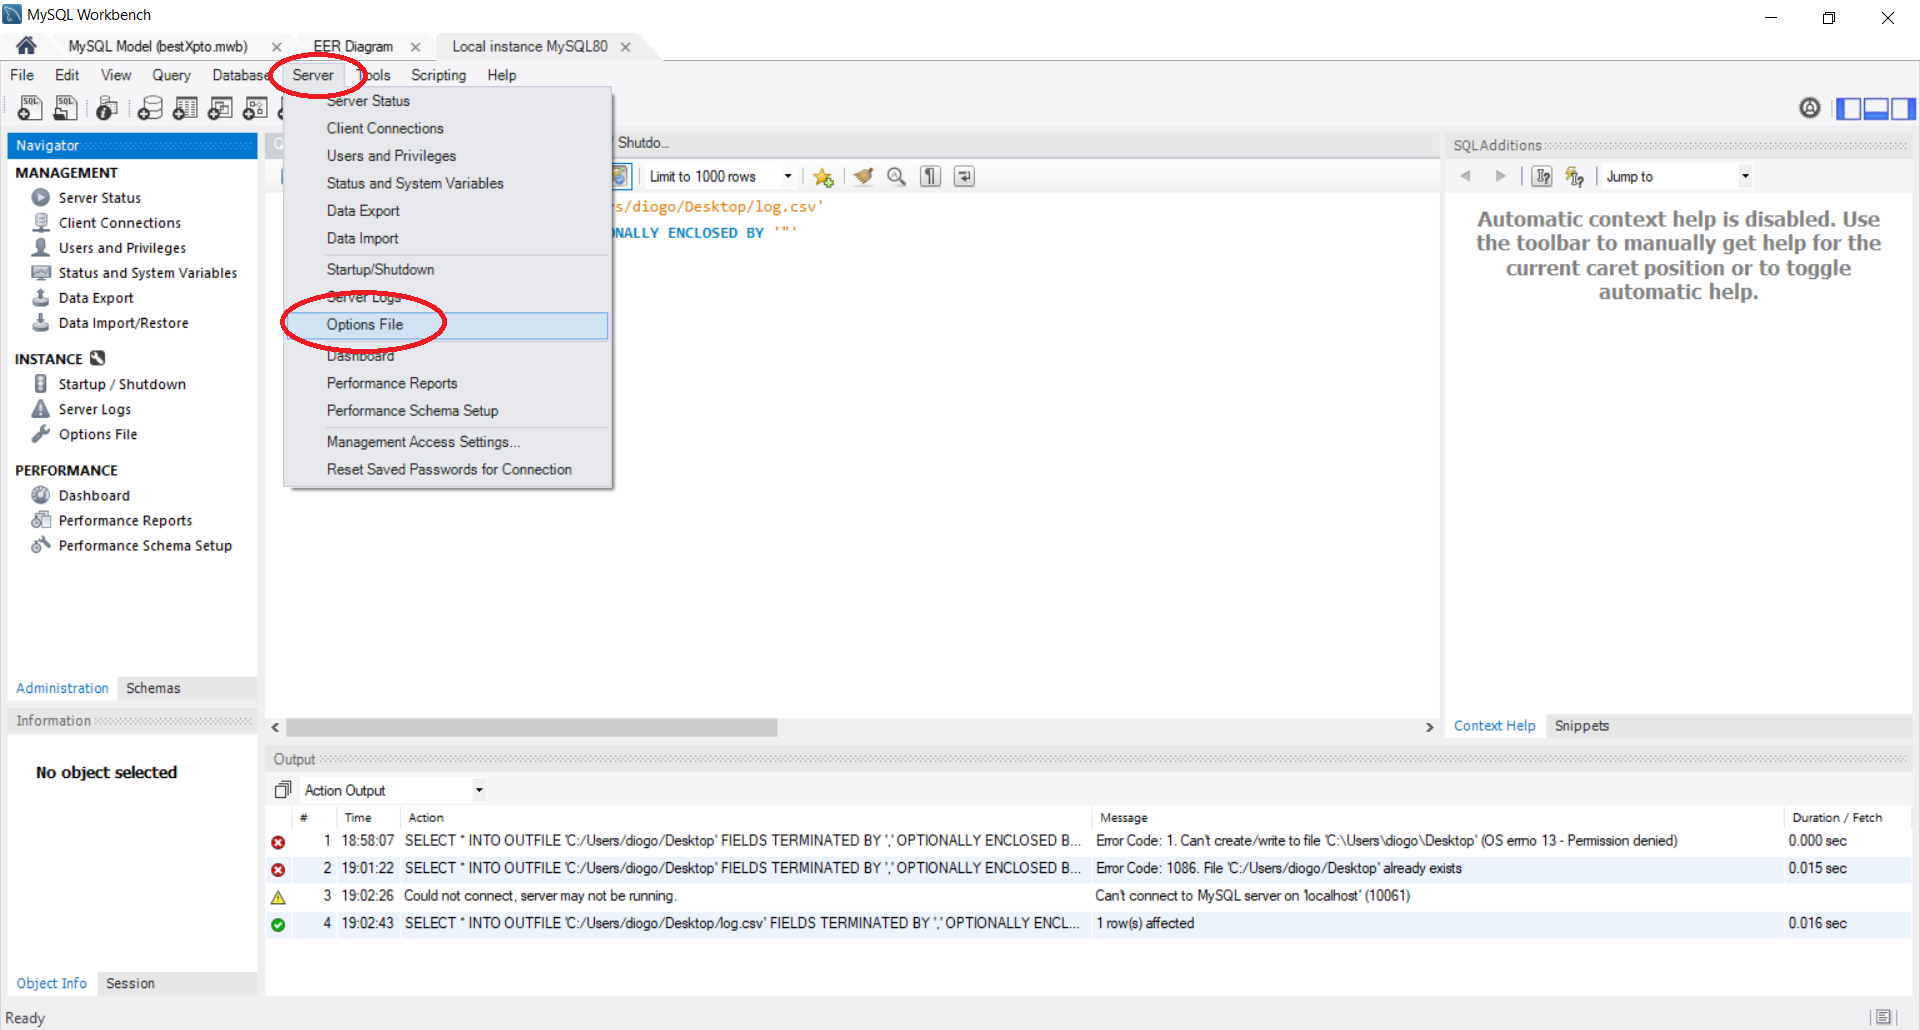 MySQL Workbench
MySQL Model (bestXpto.mwb)
EER Diagram
Local instance MySQL80
File Edit View Query Database Server Tools Scripting Help
Navigator
MANAGEMENT
Server Status
Client Connections
Users and Privileges
Status and System Variables
Data Export
Data Import/Restore
INSTANCE
Startup / Shutdown
Server Logs
Options File
PERFORMANCE
Dashboard
Performance Reports
Performance Schema Setup
Administration Schemas
Information
No object selected
Object Info Session
Ready
Server Status
Client Connections
Users and Privileges
Status and System Variables
Data Export
Data Import
Startup/Shutdown
Server Logs
Options File
Dashboard
Performance Reports
Performance Schema Setup
Management Access Settings...
Reset Saved Passwords for Connection
Shutdo...
Limit to 1000 rows
s/diogo/Desktop/log.csv'
ONALLY ENCLOSED BY '"'
SQLAdditions
Jump to
Automatic context help is disabled. Use
the toolbar to manually get help for the
current caret position or to toggle
automatic help.
Context Help Snippets
Output
Action Output
# Time Action Message Duration / Fetch
1 18:58:07 SELECT * INTO OUTFILE 'C:/Users/diogo/Desktop' FIELDS TERMINATED BY ',' OPTIONALLY ENCLOSED B... Error Code: 1. Can't create/write to file 'C:\Users\diogo\Desktop' (OS errno 13 - Permission denied) 0.000 sec
2 19:01:22 SELECT * INTO OUTFILE 'C:/Users/diogo/Desktop' FIELDS TERMINATED BY ',' OPTIONALLY ENCLOSED B... Error Code: 1086. File 'C:/Users/diogo/Desktop' already exists 0.015 sec
3 19:02:26 Could not connect, server may not be running. Can't connect to MySQL server on 'localhost' (10061)
4 19:02:43 SELECT * INTO OUTFILE 'C:/Users/diogo/Desktop/log.csv' FIELDS TERMINATED BY ',' OPTIONALLY ENCL... 1 row(s) affected 0.016 sec